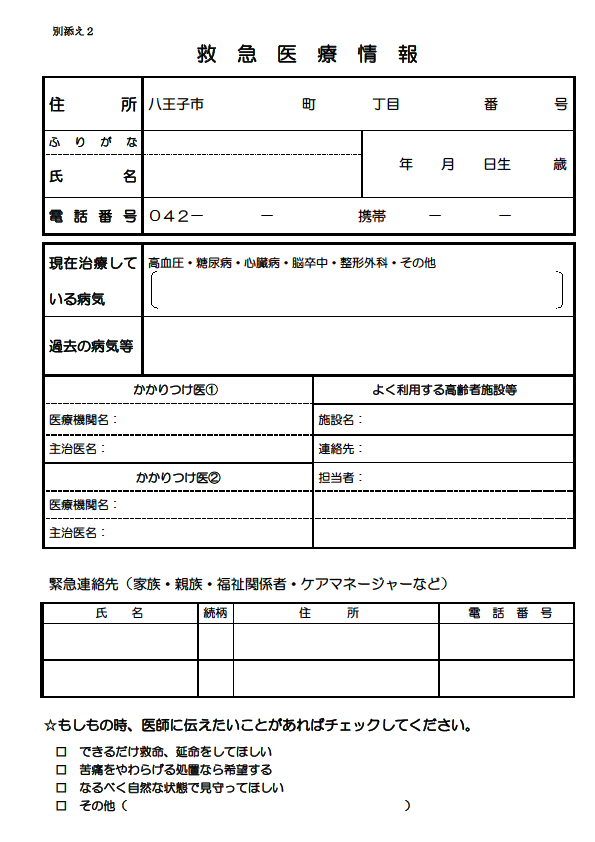 別添え２
救急医療情報
住所 八王子市 町 丁目 番 号
ふりがな
氏名 年 月 日生 歳
電話番号 ０４２－ － 携帯 － －
現在治療して 高血圧・糖尿病・心臓病・脳卒中・整形外科・その他
いる病気
過去の病気等
かかりつけ医① よく利用する高齢者施設等
医療機関名： 施設名：
主治医名： 連絡先：
かかりつけ医② 担当者：
医療機関名：
主治医名：
緊急連絡先（家族・親族・福祉関係者・ケアマネージャーなど）
氏名 続柄 住所 電話番号
☆もしもの時、医師に伝えたいことがあればチェックしてください。
□ できるだけ救命、延命をしてほしい
□ 苦痛をやわらげる処置なら希望する
□ なるべく自然な状態で見守ってほしい
□ その他（ ）